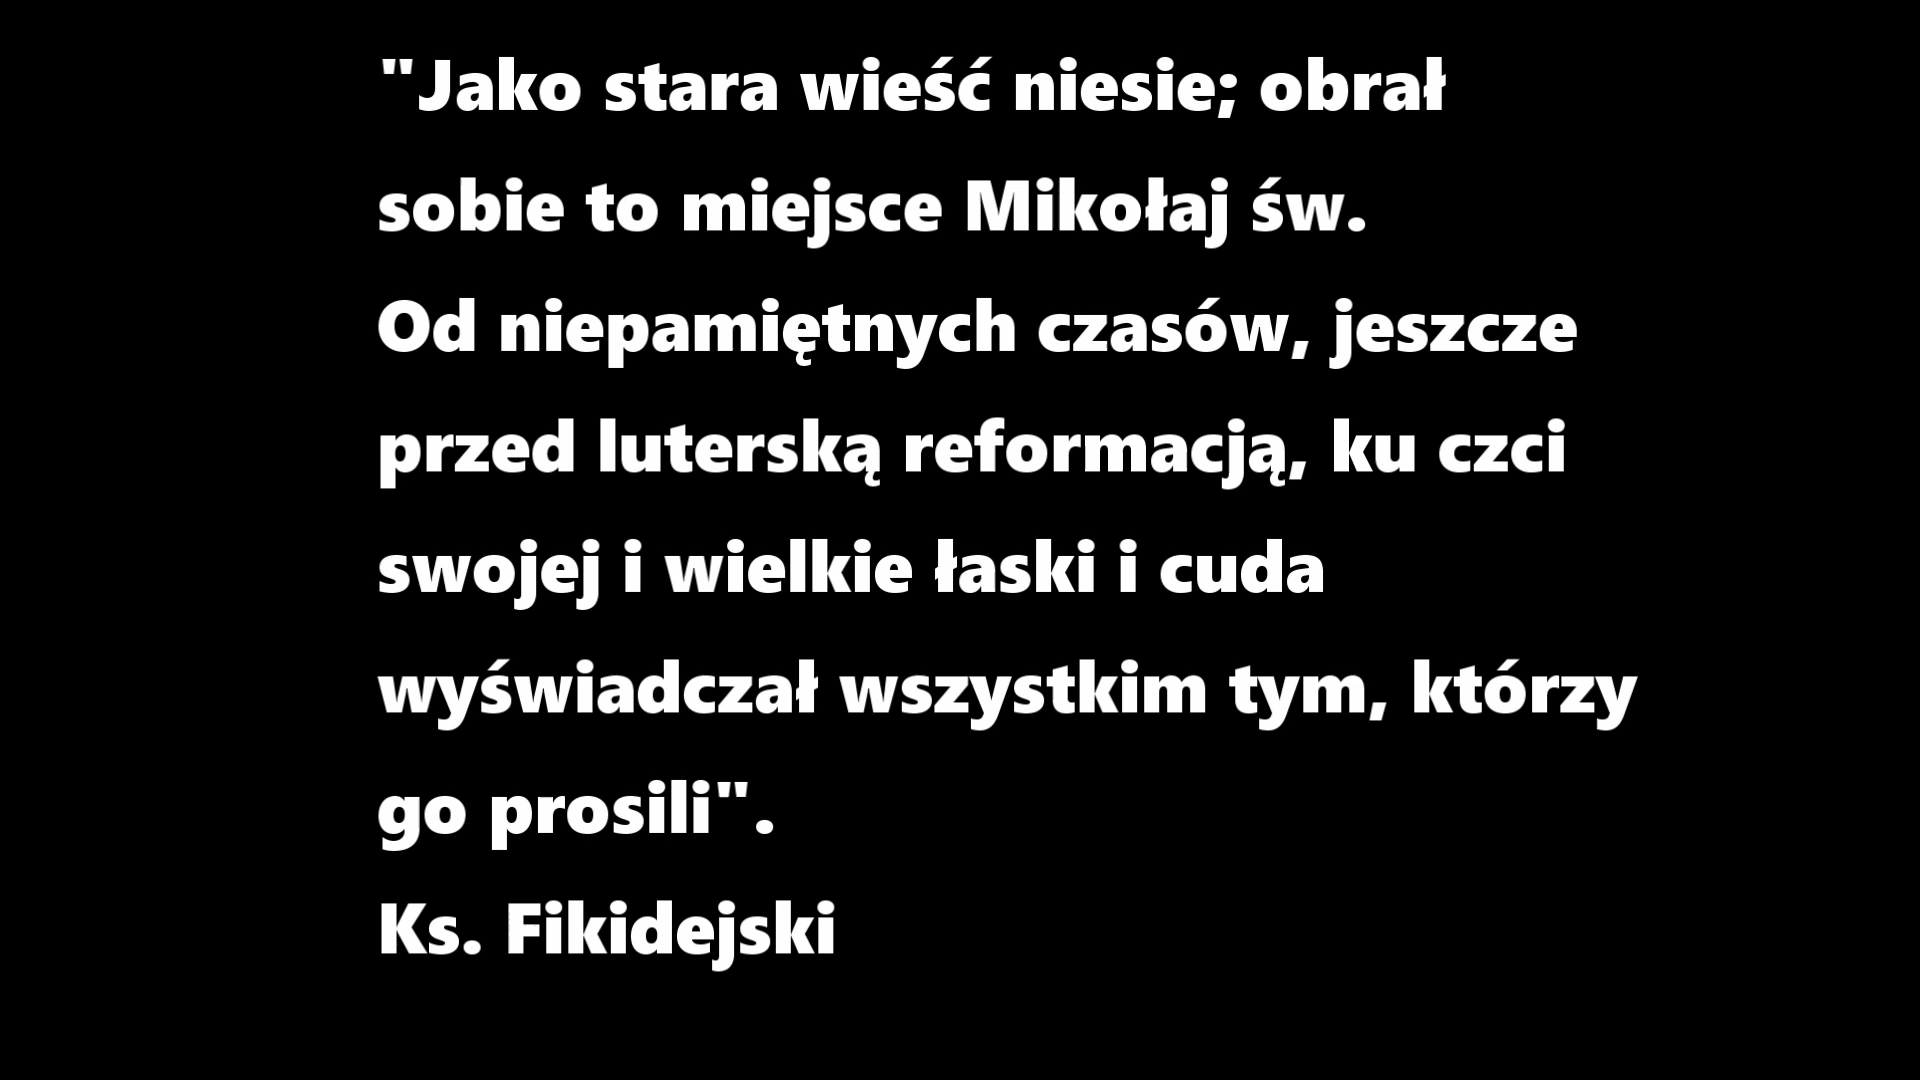 "Jako stara wieść niesie; obrał
sobie to miejsce Mikołaj św.
Od niepamiętnych czasów, jeszcze
przed luterską reformacją, ku czci
swojej i wielkie łaski i cuda
wyświadczał wszystkim tym, którzy
go prosili".
Ks. Fikidejski